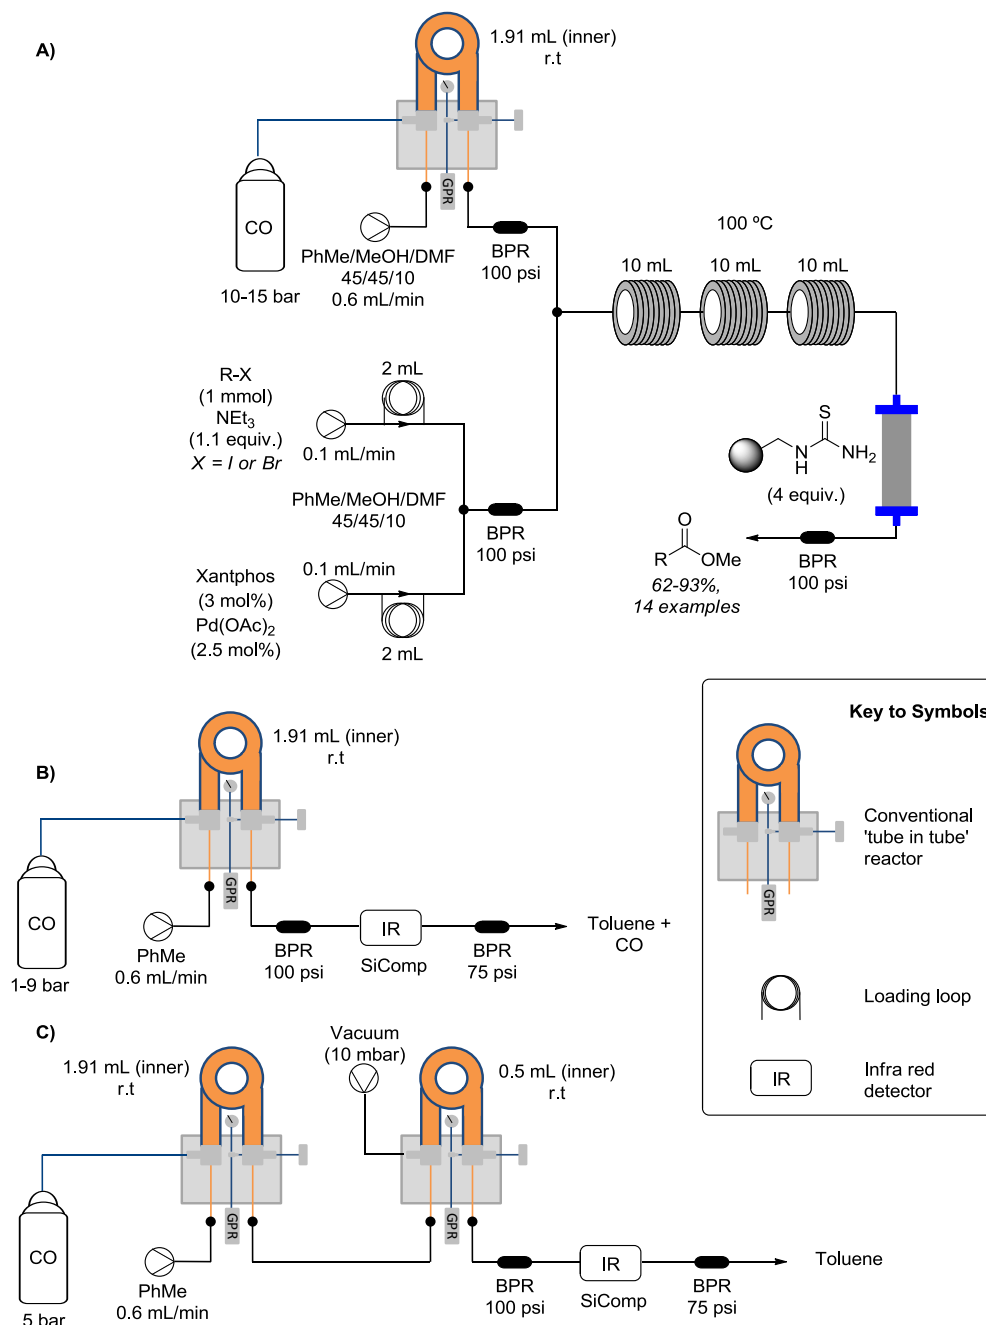 A)
1.91 mL (inner)
r.t
GPR
CO
10-15 bar
PhMe/MeOH/DMF
45/45/10
0.6 mL/min
BPR
100 psi
100 ºC
10 mL
10 mL
10 mL
R-X
(1 mmol)
NEt3
(1.1 equiv.)
X = I or Br
2 mL
0.1 mL/min
PhMe/MeOH/DMF
45/45/10
BPR
100 psi
Xantphos
(3 mol%)
Pd(OAc)2
(2.5 mol%)
0.1 mL/min
2 mL
S
N
H
NH2
(4 equiv.)
BPR
100 psi
O
R
OMe
62-93%,
14 examples
B)
1.91 mL (inner)
r.t
GPR
CO
1-9 bar
PhMe
0.6 mL/min
BPR
100 psi
IR
SiComp
BPR
75 psi
Toluene +
CO
C)
1.91 mL (inner)
r.t
GPR
CO
5 bar
PhMe
0.6 mL/min
Vacuum
(10 mbar)
0.5 mL (inner)
r.t
GPR
BPR
100 psi
IR
SiComp
BPR
75 psi
Toluene
Key to Symbols
GPR
Conventional
'tube in tube'
reactor
Loading loop
IR
Infra red
detector